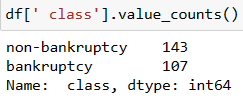 df[' class'].value_counts()
non-bankruptcy    143
bankruptcy        107
Name:  class, dtype: int64